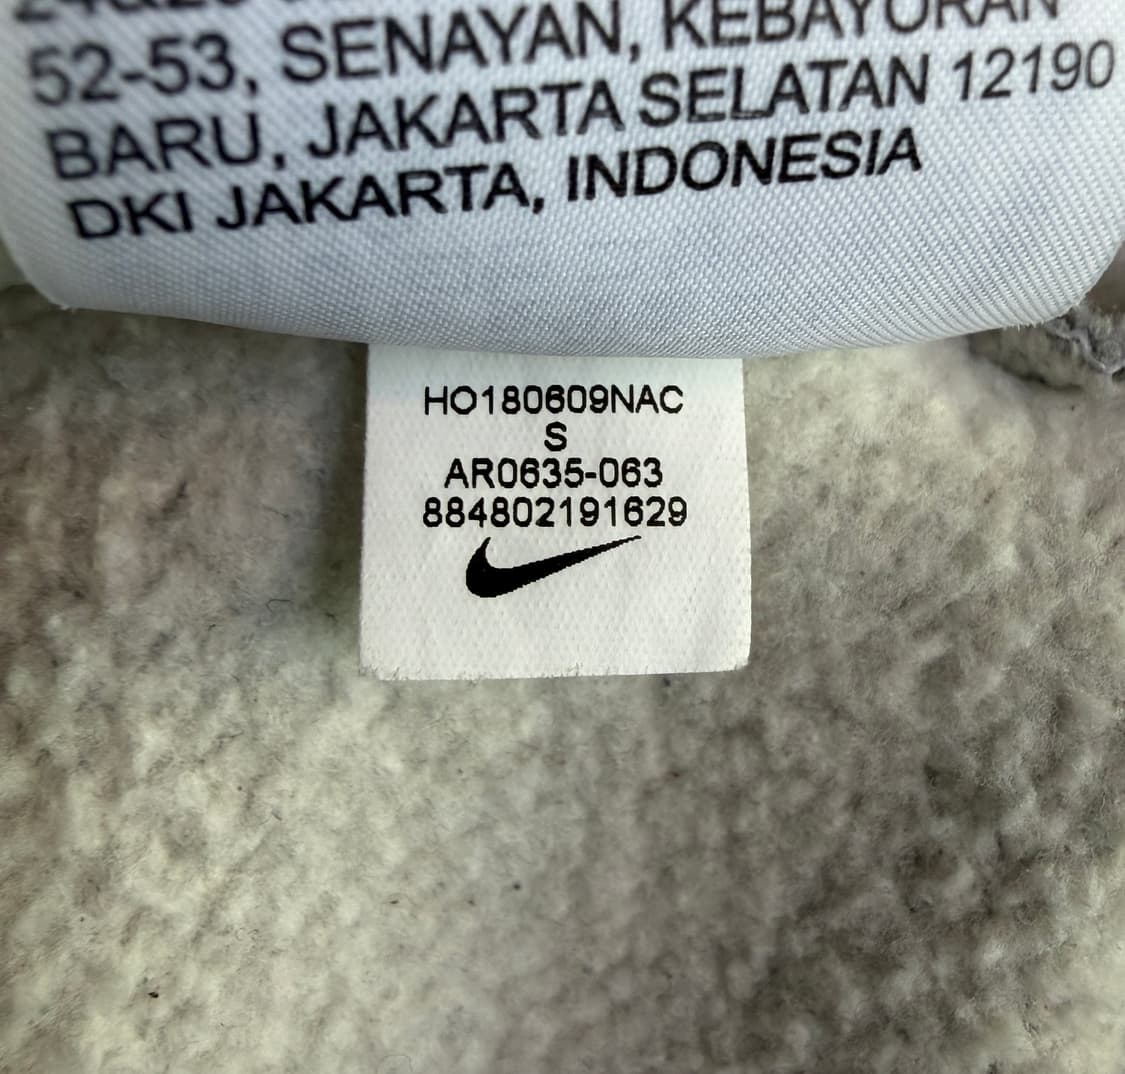 52-53, SENAYAN, KEBAYORAN
BARU, JAKARTA SELATAN 12190
DKI JAKARTA, INDONESIA
HO180609NAC
S
AR0635-063
884802191629